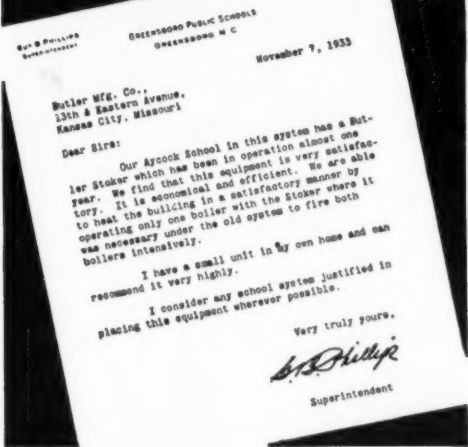 GUY B PHILLIPS
SUPERINTENDENT
GREENSBORO PUBLIC SCHOOLS
GREENSBORO N C
November 7, 1933
Butler Mfg. Co.,
13th & Eastern Avenue,
Kansas City, Missouri
Dear Sirs:
Our Aycock School in this system has a But-
ler Stoker which has been in operation almost one
year. We find that this equipment is very satisfac-
tory. It is economical and efficient. We are able
to heat the building in a satisfactory manner by
operating only one boiler with the Stoker where it
was necessary under the old system to fire both
boilers intensively.
I have a small unit in my own home and can
recommend it very highly.
I consider any school system justified in
placing this equipment wherever possible.
Very truly yours,
G. B. Phillips
Superintendent